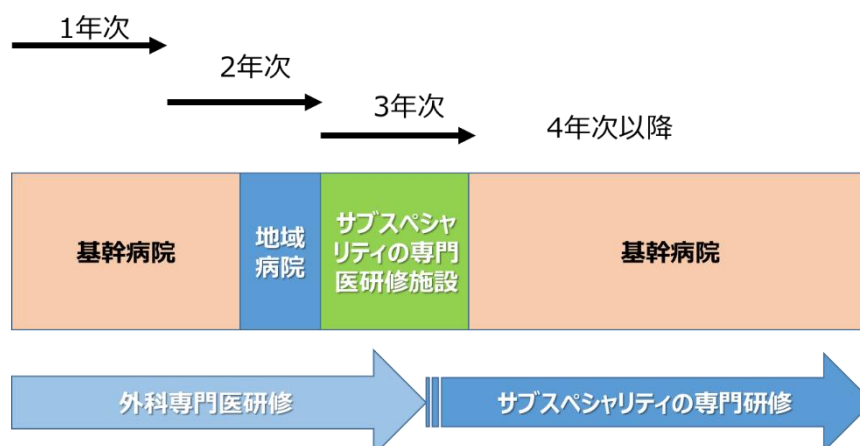 1年次
2年次
3年次
4年次以降
基幹病院
地域
病院
サブスペシャ
リティの専門
医研修施設
基幹病院
外科専門医研修
サブスペシャリティの専門研修